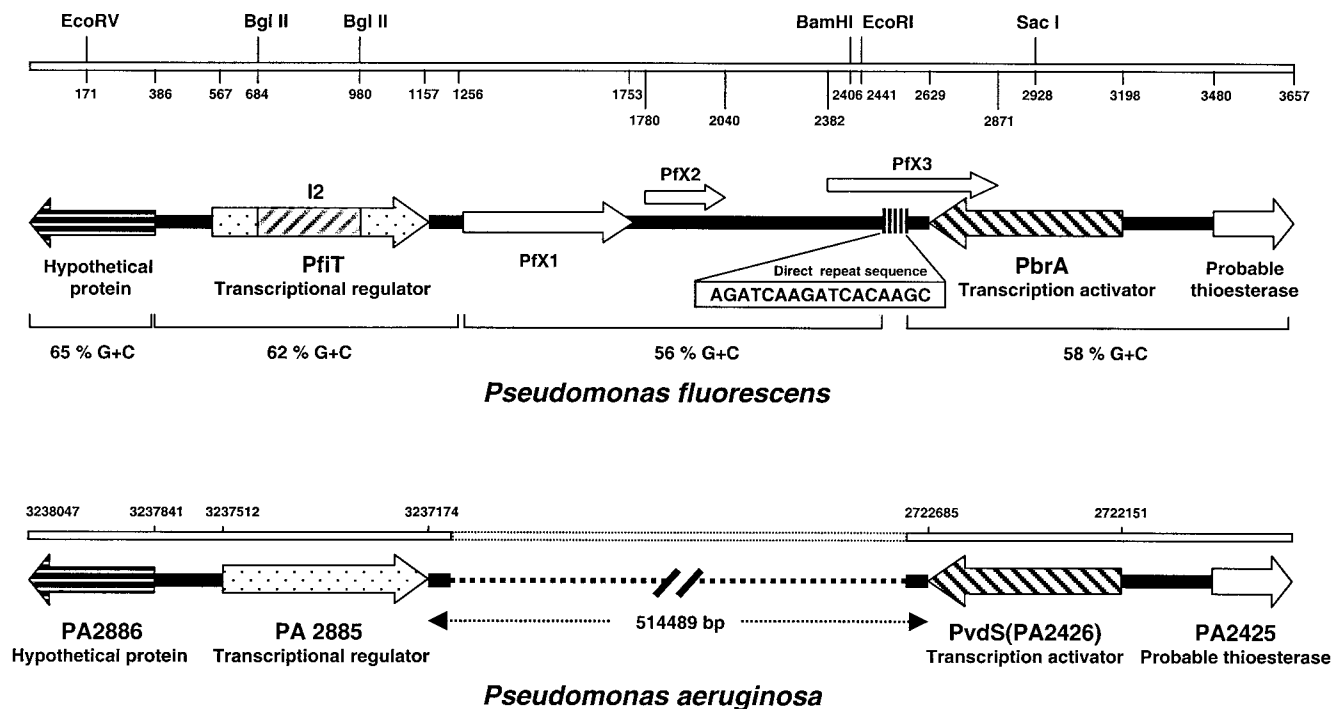 EcoRV Bgl II Bgl II BamHI EcoRI Sac I
171 386 567 684 980 1157 1256 1753 2406 2441 2629 2928 3198 3480 3657
1780 2040 2382 2871
PfX3
PfX2
I2
PfX1
Hypothetical
protein
PfiT
Transcriptional regulator
Direct repeat sequence
AGATCAAGATCACAAGC
PbrA
Transcription activator
Probable
thioesterase
65 % G+C 62 % G+C 56 % G+C 58 % G+C
Pseudomonas fluorescens
3238047 3237841 3237512 3237174 2722685 2722151
514489 bp
PA2886
Hypothetical protein
PA 2885
Transcriptional regulator
PvdS(PA2426)
Transcription activator
PA2425
Probable thioesterase
Pseudomonas aeruginosa